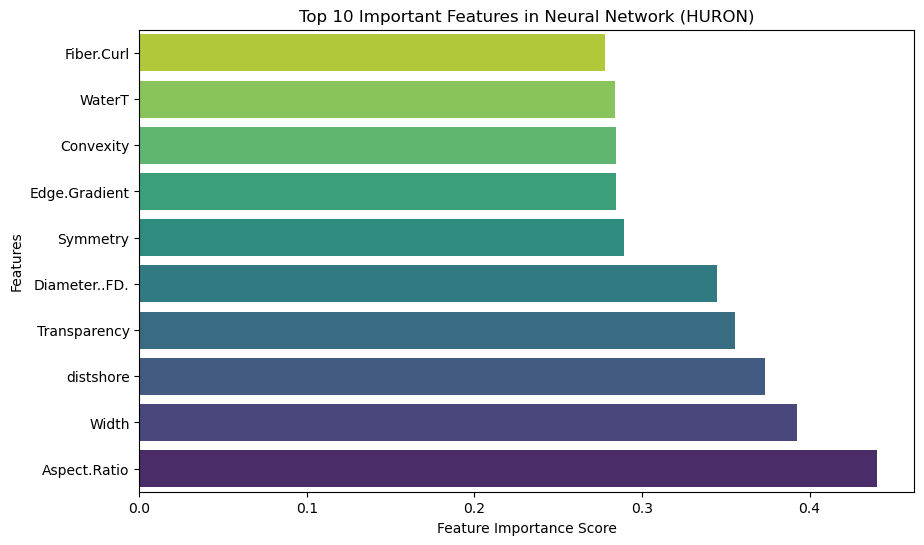 Top 10 Important Features in Neural Network (HURON)
Features
Fiber.Curl
WaterT
Convexity
Edge.Gradient
Symmetry
Diameter..FD.
Transparency
distshore
Width
Aspect.Ratio
0.0 0.1 0.2 0.3 0.4
Feature Importance Score